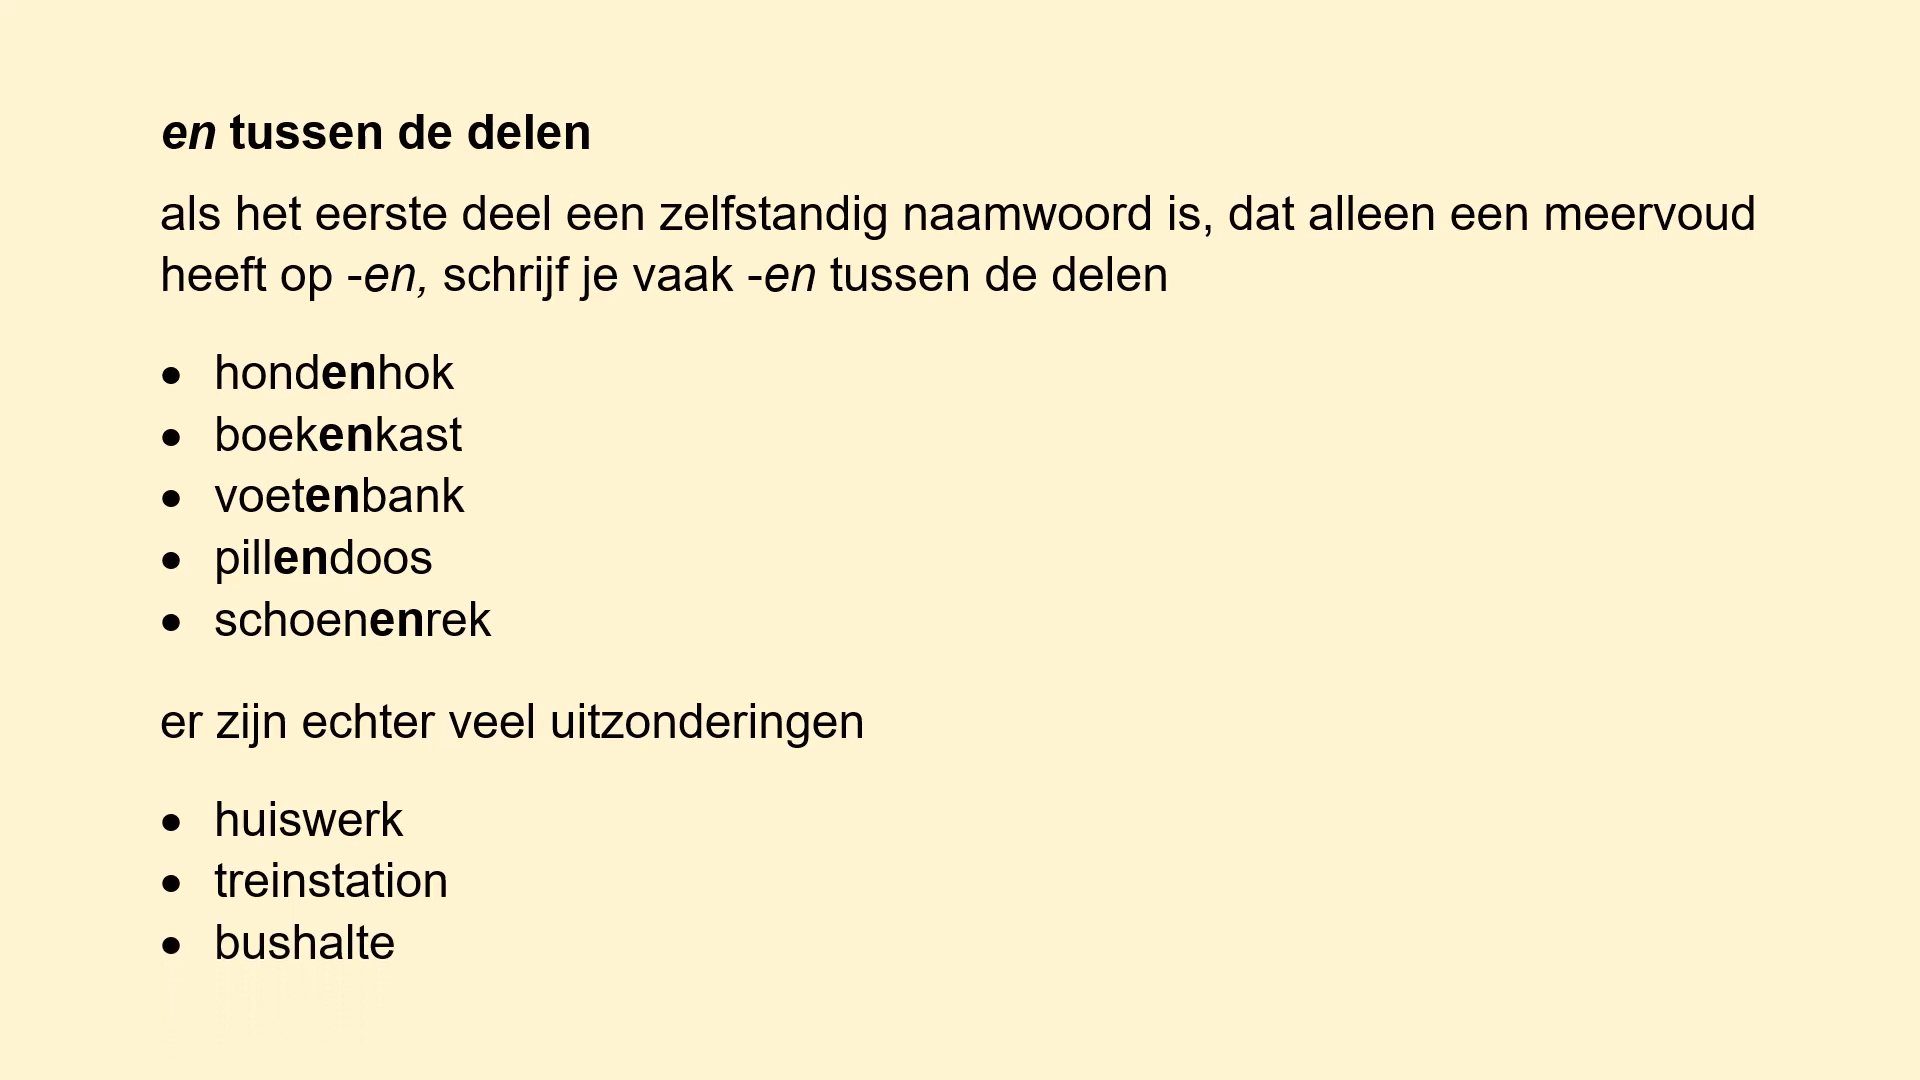 en tussen de delen
als het eerste deel een zelfstandig naamwoord is, dat alleen een meervoud
heeft op -en, schrijf je vaak -en tussen de delen
• hondenhok
• boekenkast
• voetenbank
• pillendoos
• schoenenrek
er zijn echter veel uitzonderingen
• huiswerk
• treinstation
• bushalte